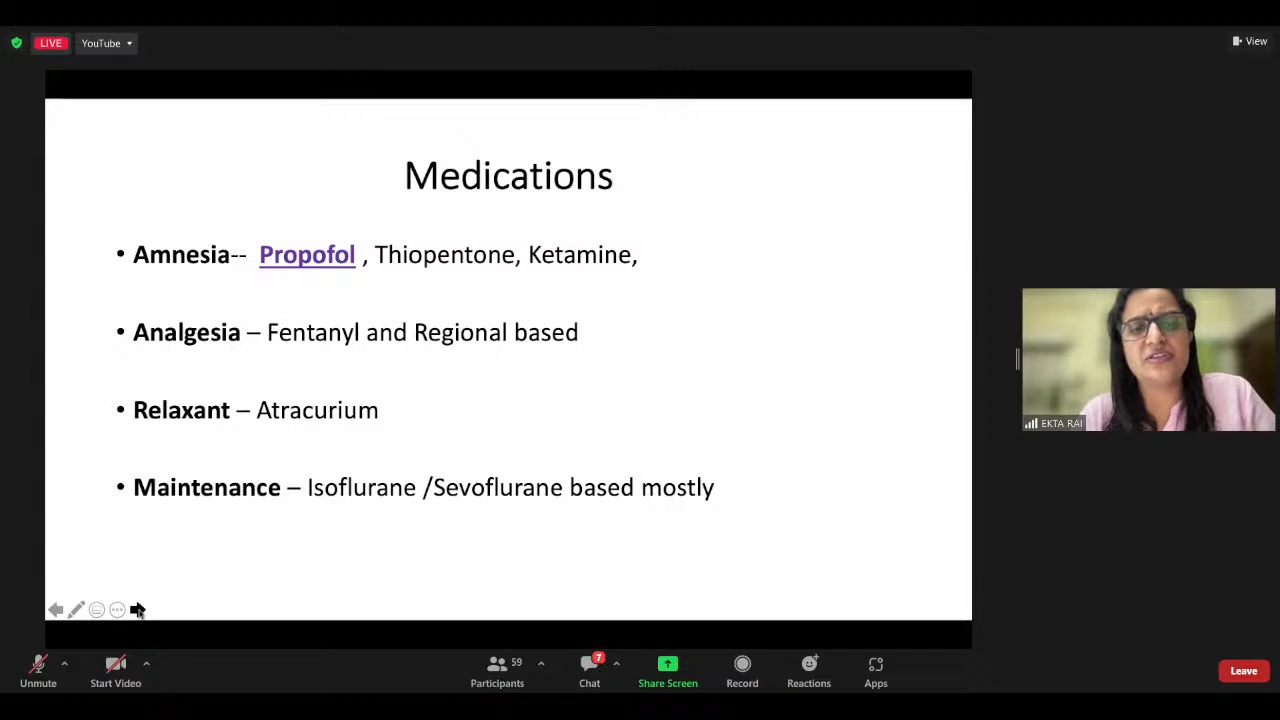 LIVE
YouTube
View
Medications
• Amnesia-- Propofol , Thiopentone, Ketamine,
• Analgesia – Fentanyl and Regional based
• Relaxant – Atracurium
• Maintenance – Isoflurane /Sevoflurane based mostly
EKTA RAI
Unmute
Start Video
59
Participants
7
Chat
Share Screen
Record
Reactions
Apps
Leave